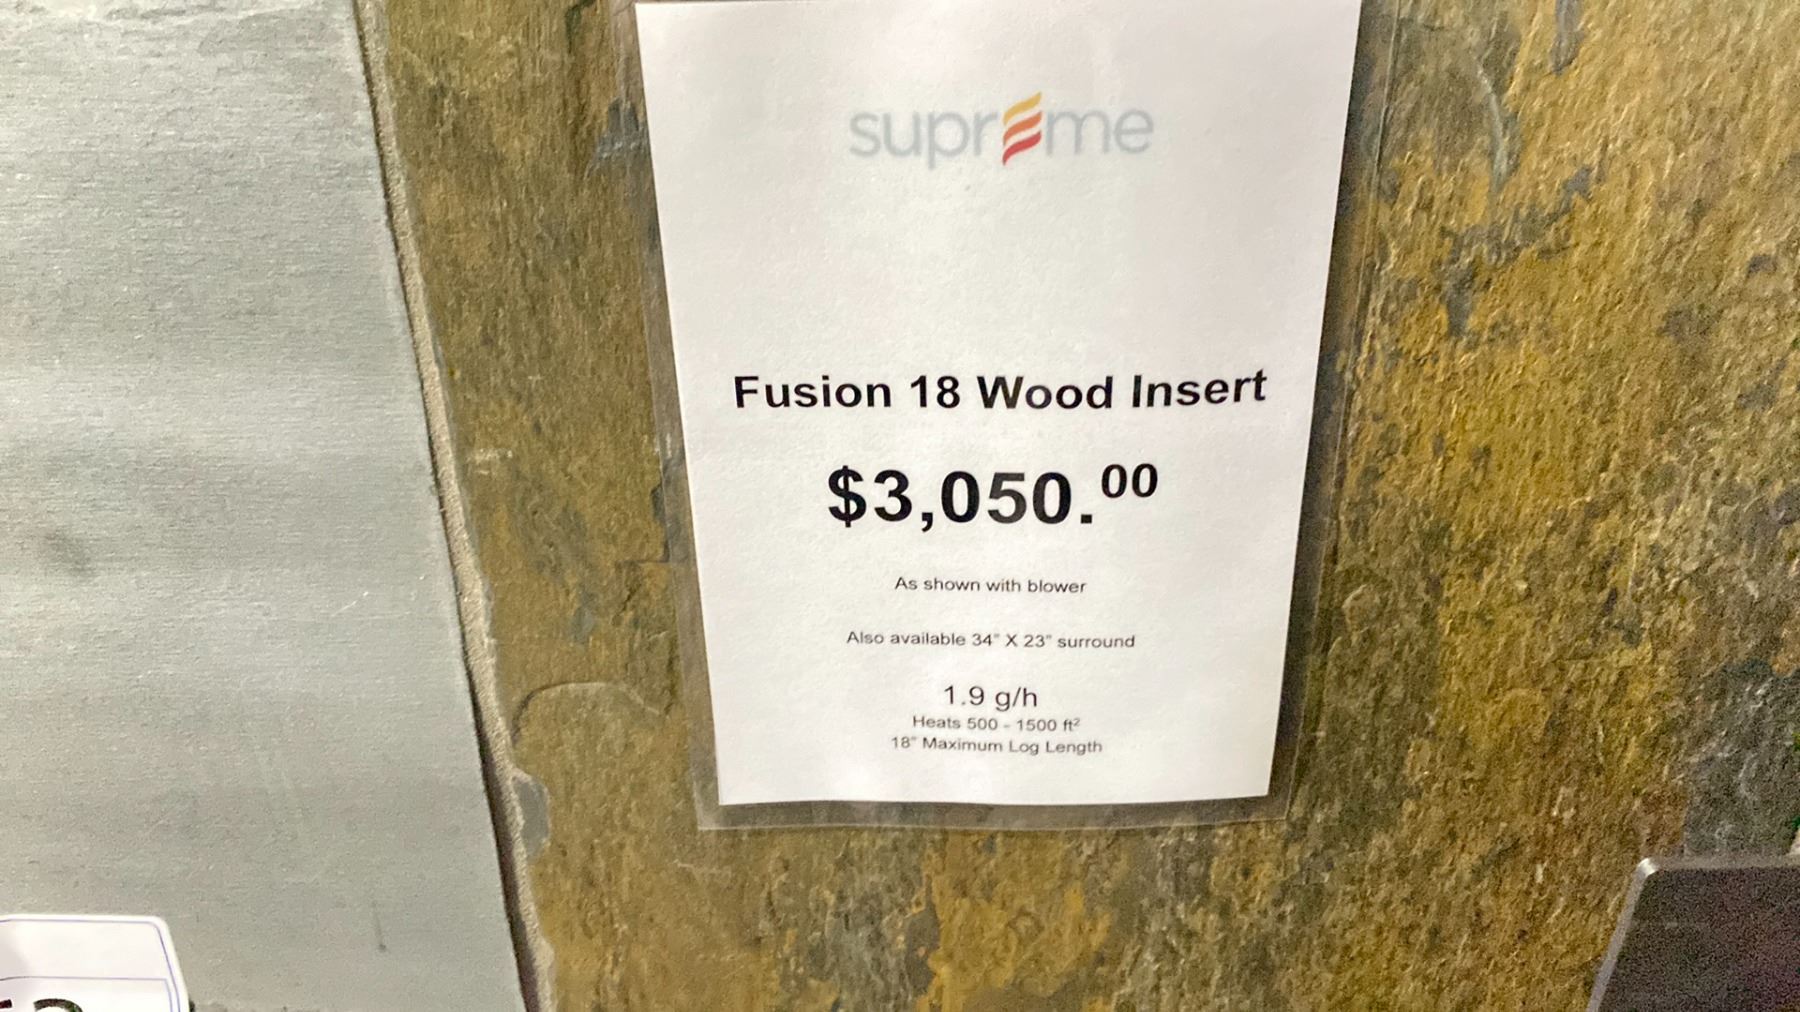 supreme
Fusion 18 Wood Insert
$3,050.00
As shown with blower
Also available 34" X 23" surround
1.9 g/h
Heats 500 - 1500 ft²
18" Maximum Log Length